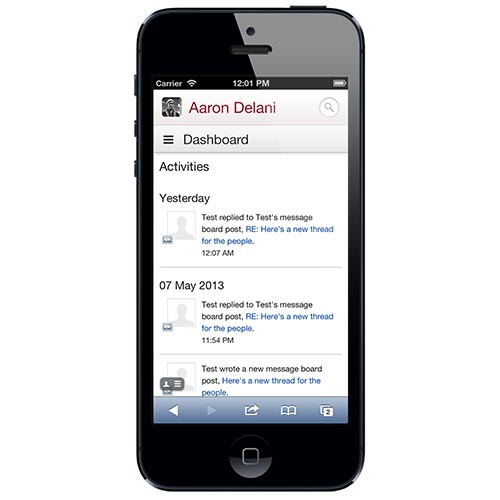 Carrier 12:01 PM
Aaron Delani
Dashboard
Activities
Yesterday
Test replied to Test's message
board post, RE: Here's a new thread
for the people.
12:07 AM
07 May 2013
Test replied to Test's message
board post, RE: Here's a new thread
for the people.
11:54 PM
Test wrote a new message board
post, Here's a new thread for the
people.
2